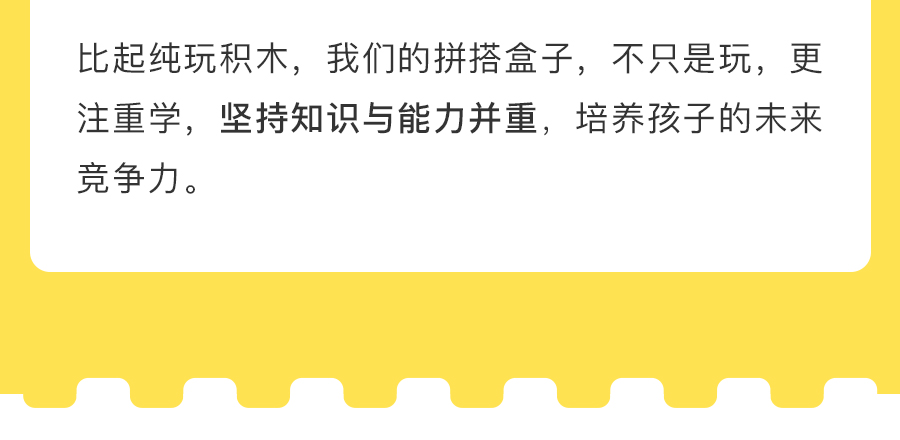 比起纯玩积木，我们的拼搭盒子，不只是玩，更
注重学，坚持知识与能力并重，培养孩子的未来
竞争力。